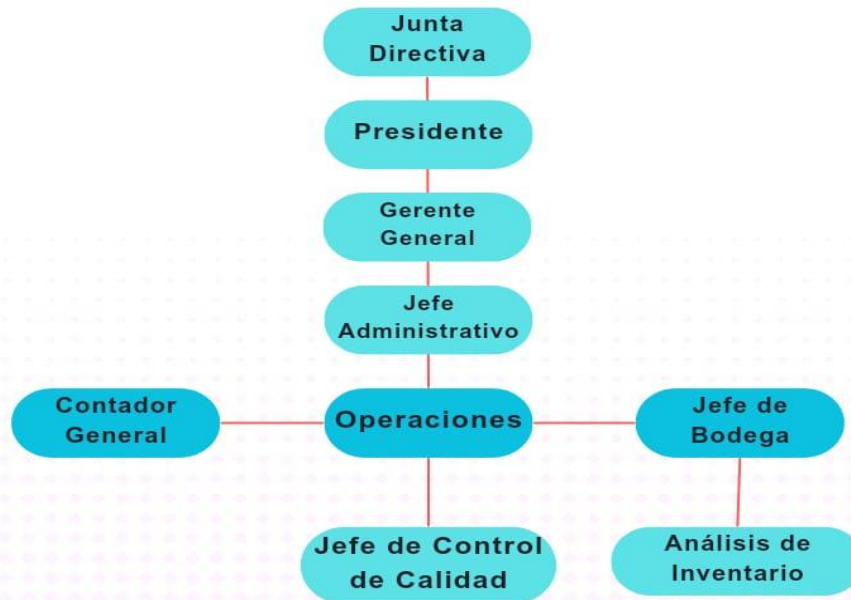 Junta
Directiva
Presidente
Gerente
General
Jefe
Administrativo
Contador
General
Operaciones
Jefe de
Bodega
Jefe de Control
de Calidad
Análisis de
Inventario